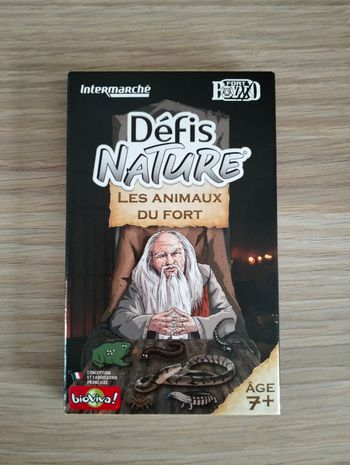 Intermarché
FORT
BOYARD
Défis
NATURE®
LES ANIMAUX
DU FORT
CONCEPTION
ET FABRICATION
FRANÇAISE
bioviva!
ÂGE
7+